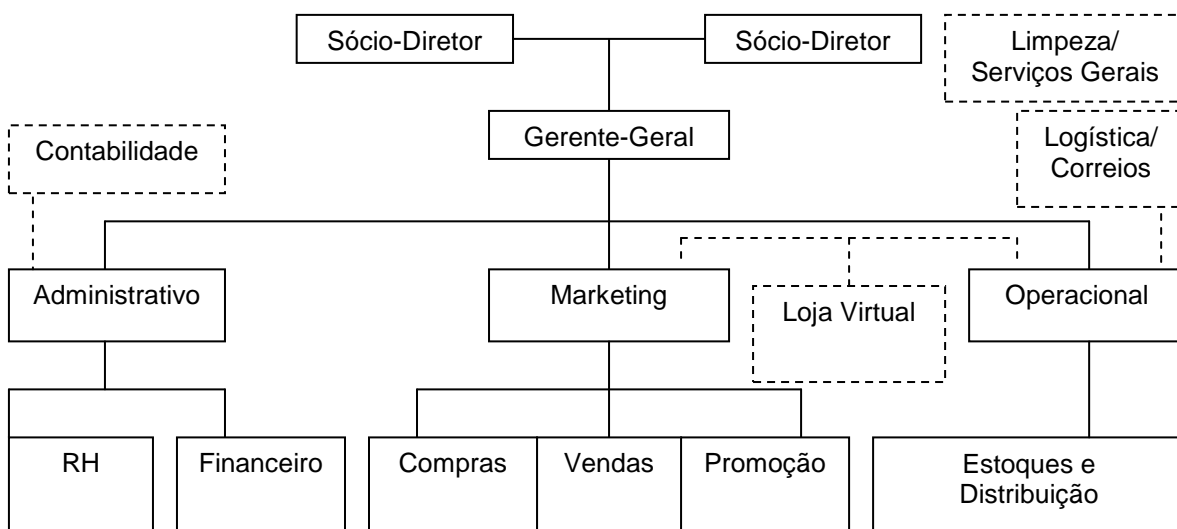 Sócio-Diretor
Sócio-Diretor
Limpeza/
Serviços Gerais
Gerente-Geral
Contabilidade
Logística/
Correios
Administrativo
Marketing
Loja Virtual
Operacional
RH
Financeiro
Compras
Vendas
Promoção
Estoques e
Distribuição